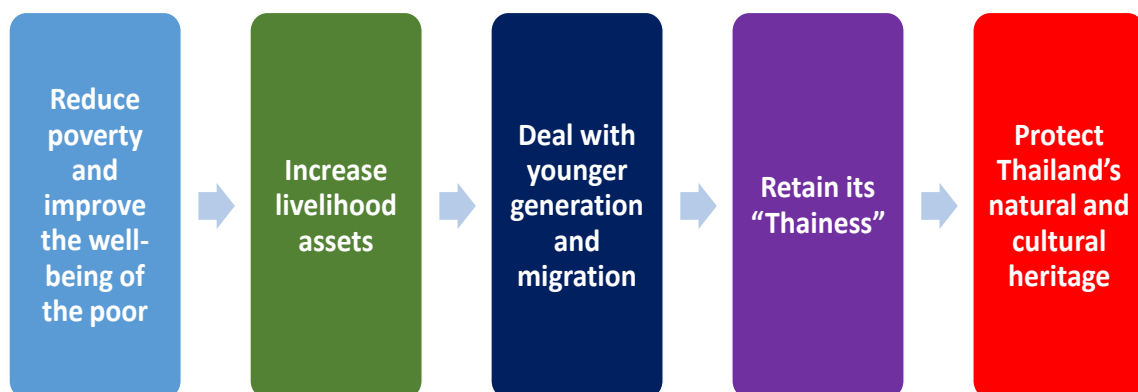 Reduce
poverty
and
improve
the well-
being of
the poor
Increase
livelihood
assets
Deal with
younger
generation
and
migration
Retain its
“Thainess”
Protect
Thailand’s
natural and
cultural
heritage